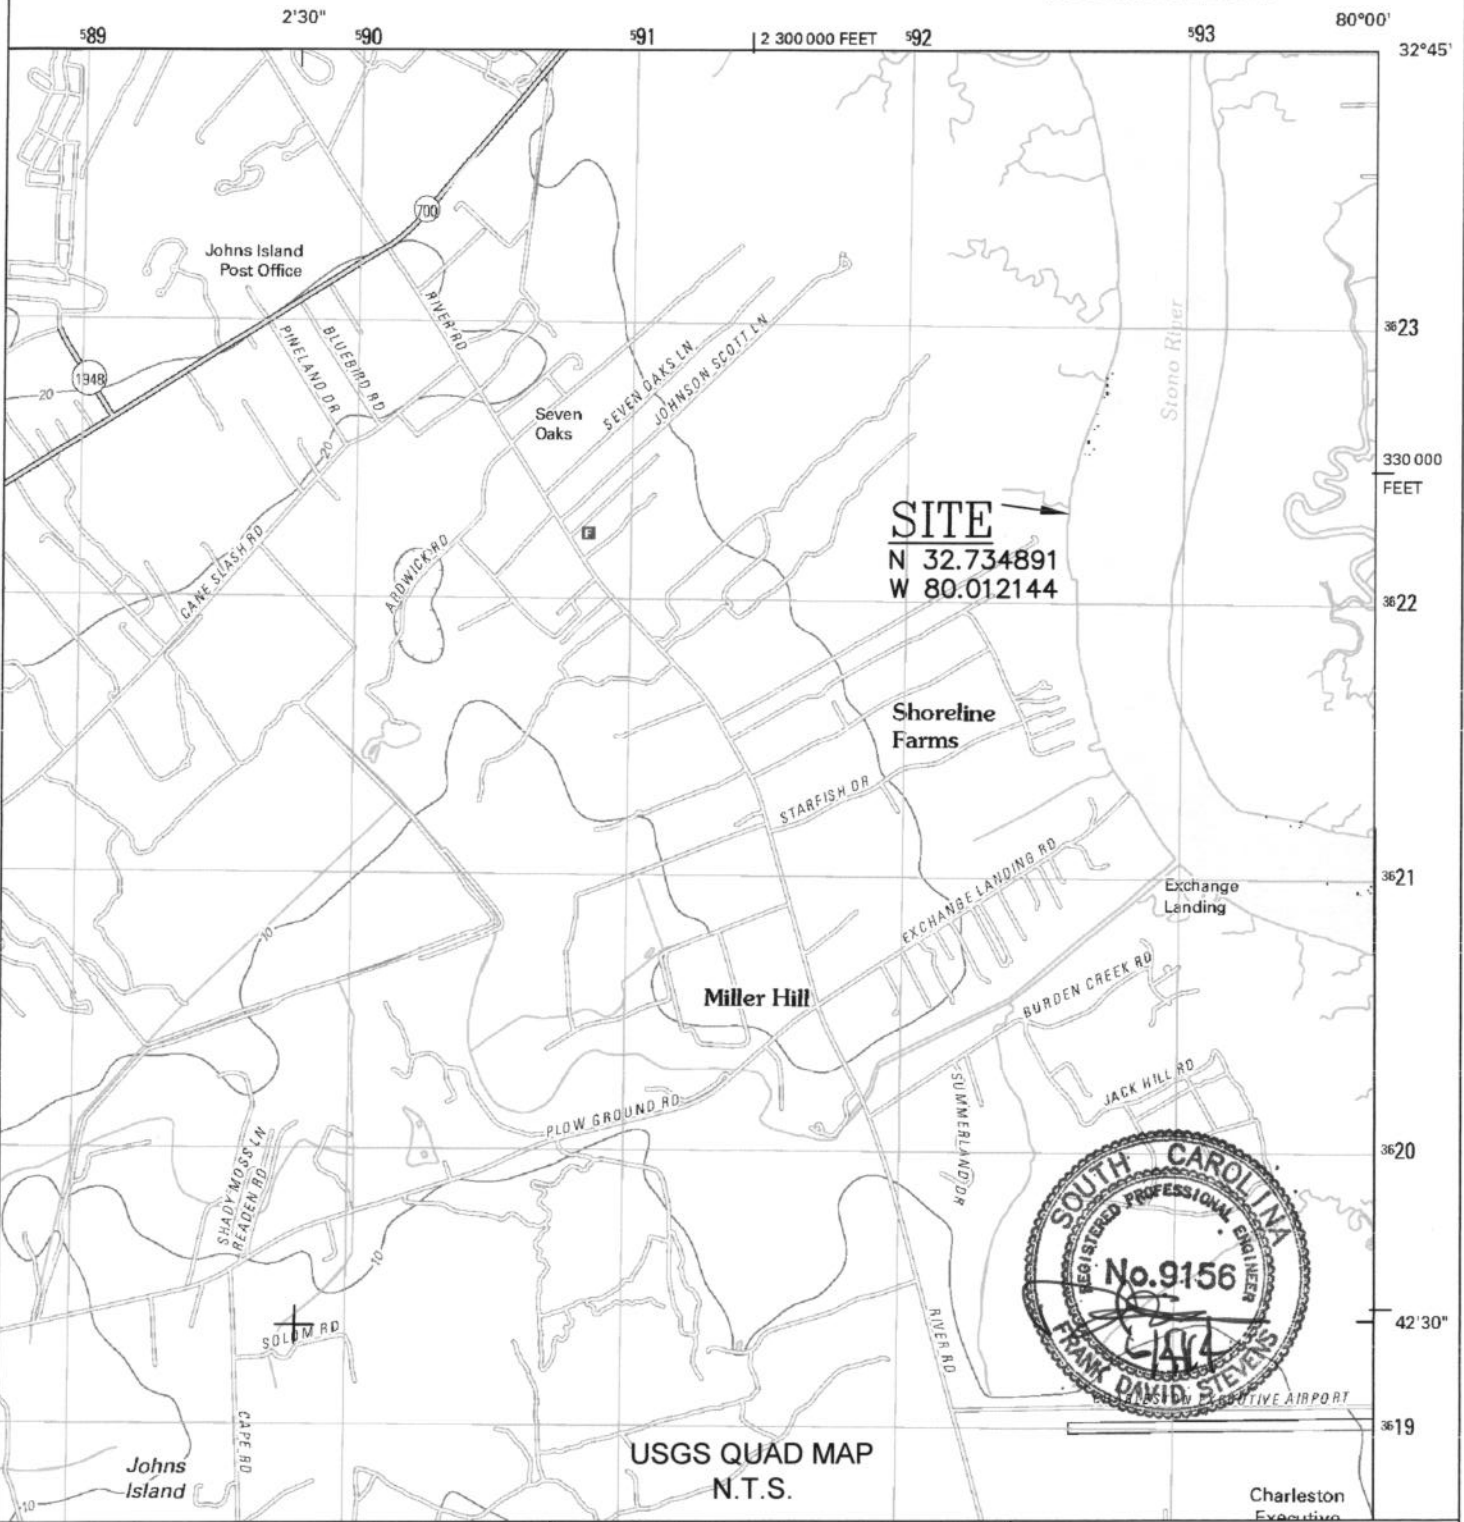 2'30"
80°00'
589
590
591
2 300 000 FEET
592
593
32°45'
700
Johns Island
Post Office
RIVER RD
PINELAND DR
BLUEBIRD RD
Stono River
3623
1948
20
SEVEN OAKS LN
JOHNSON SCOTT LN
Seven
Oaks
20
330 000
FEET
SITE
N 32.734891
W 80.012144
F
CANE SLASH RD
ARDWICK RD
3622
Shoreline
Farms
STARFISH DR
EXCHANGE LANDING RD
3621
Exchange
Landing
10
BURDEN CREEK RD
Miller Hill
SUMMERLAND DR
JACK HILL RD
PLOW GROUND RD
SHADY MOSS LN
READEN RD
3620
SOUTH CAROLINA
REGISTERED PROFESSIONAL ENGINEER
No.9156
FRANK DAVID STEVENS
10
SOLOM RD
RIVER RD
42'30"
CHARLESTON EXECUTIVE AIRPORT
CAPE RD
3619
USGS QUAD MAP
N.T.S.
Johns
Island
10
Charleston
Executive